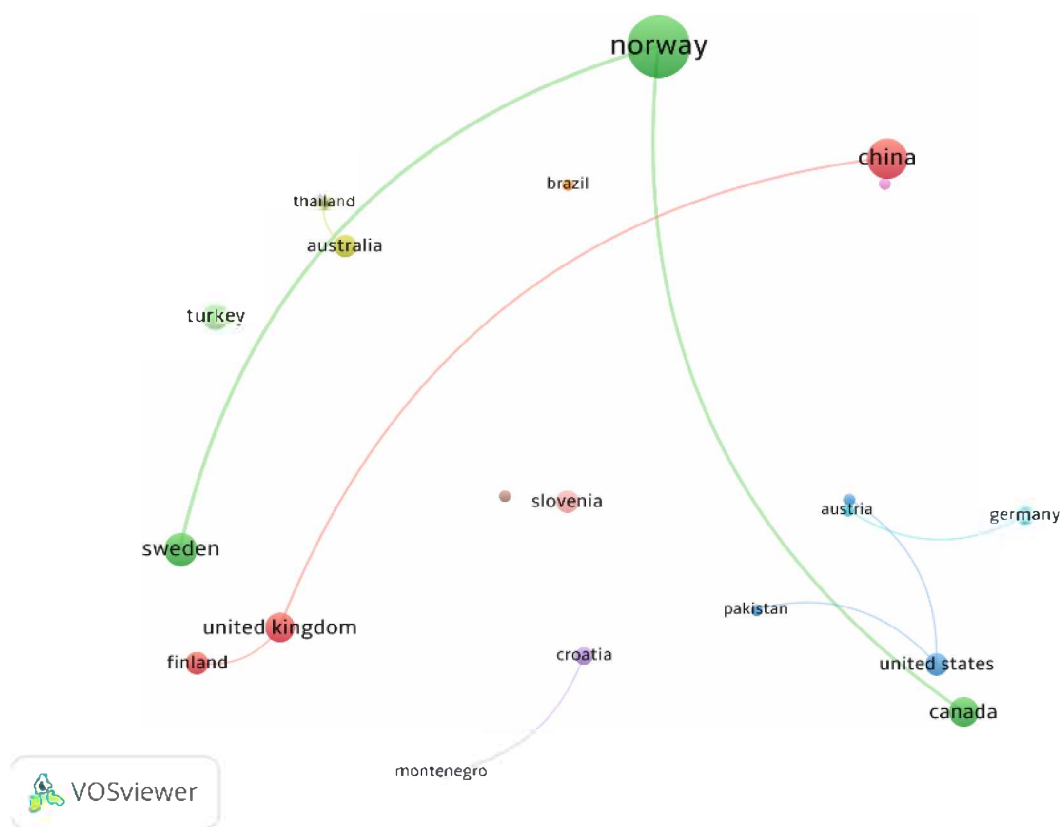 norway
china
brazil
thailand
australia
turkey
slovenia
austria
germany
sweden
pakistan
united kingdom
croatia
finland
united states
canada
montenegro
VOSviewer